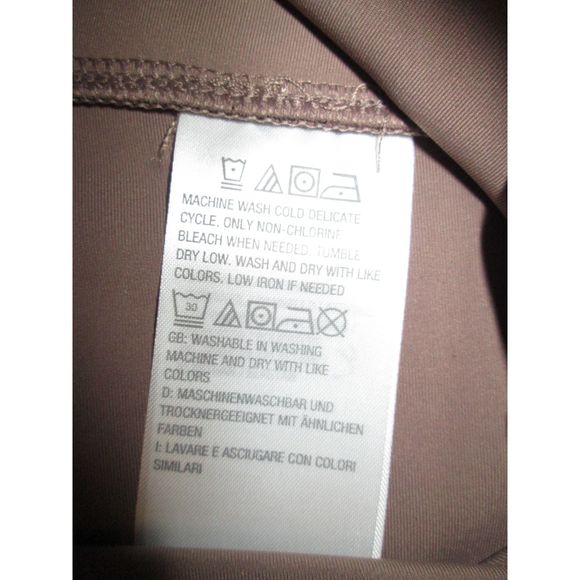 MACHINE WASH COLD DELICATE
CYCLE. ONLY NON-CHLORINE
BLEACH WHEN NEEDED. TUMBLE
DRY LOW. WASH AND DRY WITH LIKE
COLORS. LOW IRON IF NEEDED
30
GB: WASHABLE IN WASHING
MACHINE AND DRY WITH LIKE
COLORS
D: MASCHINENWASCHBAR UND
TROCKNERGEEIGNET MIT ÄHNLICHEN
FARBEN
I: LAVARE E ASCIUGARE CON COLORI
SIMILARI